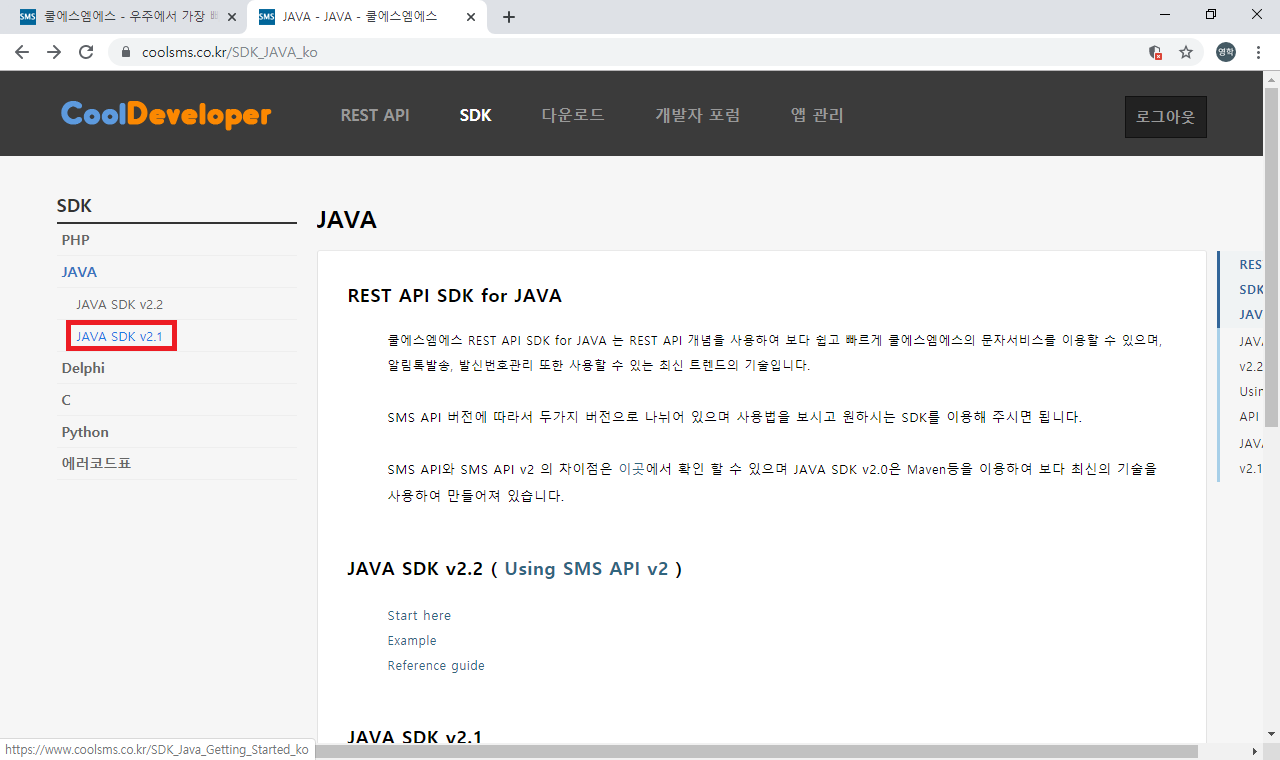 SMS 쿨에스엠에스 - 우주에서 가장 빠
SMS JAVA - JAVA - 쿨에스엠에스
coolsms.co.kr/SDK_JAVA_ko
영학
CoolDeveloper
REST API
SDK
다운로드
개발자 포럼
앱 관리
로그아웃
SDK
PHP
JAVA
JAVA SDK v2.2
JAVA SDK v2.1
Delphi
C
Python
에러코드표
JAVA
REST API SDK for JAVA
쿨에스엠에스 REST API SDK for JAVA 는 REST API 개념을 사용하여 보다 쉽고 빠르게 쿨에스엠에스의 문자서비스를 이용할 수 있으며,
알림톡발송, 발신번호관리 또한 사용할 수 있는 최신 트렌드의 기술입니다.
SMS API 버전에 따라서 두가지 버전으로 나뉘어 있으며 사용법을 보시고 원하시는 SDK를 이용해 주시면 됩니다.
SMS API와 SMS API v2 의 차이점은 이곳에서 확인 할 수 있으며 JAVA SDK v2.0은 Maven등을 이용하여 보다 최신의 기술을
사용하여 만들어져 있습니다.
JAVA SDK v2.2 ( Using SMS API v2 )
Start here
Example
Reference guide
JAVA SDK v2.1
RES
SDK
JAV
JAVA
v2.2
Usin
API
JAVA
v2.1
https://www.coolsms.co.kr/SDK_Java_Getting_Started_ko